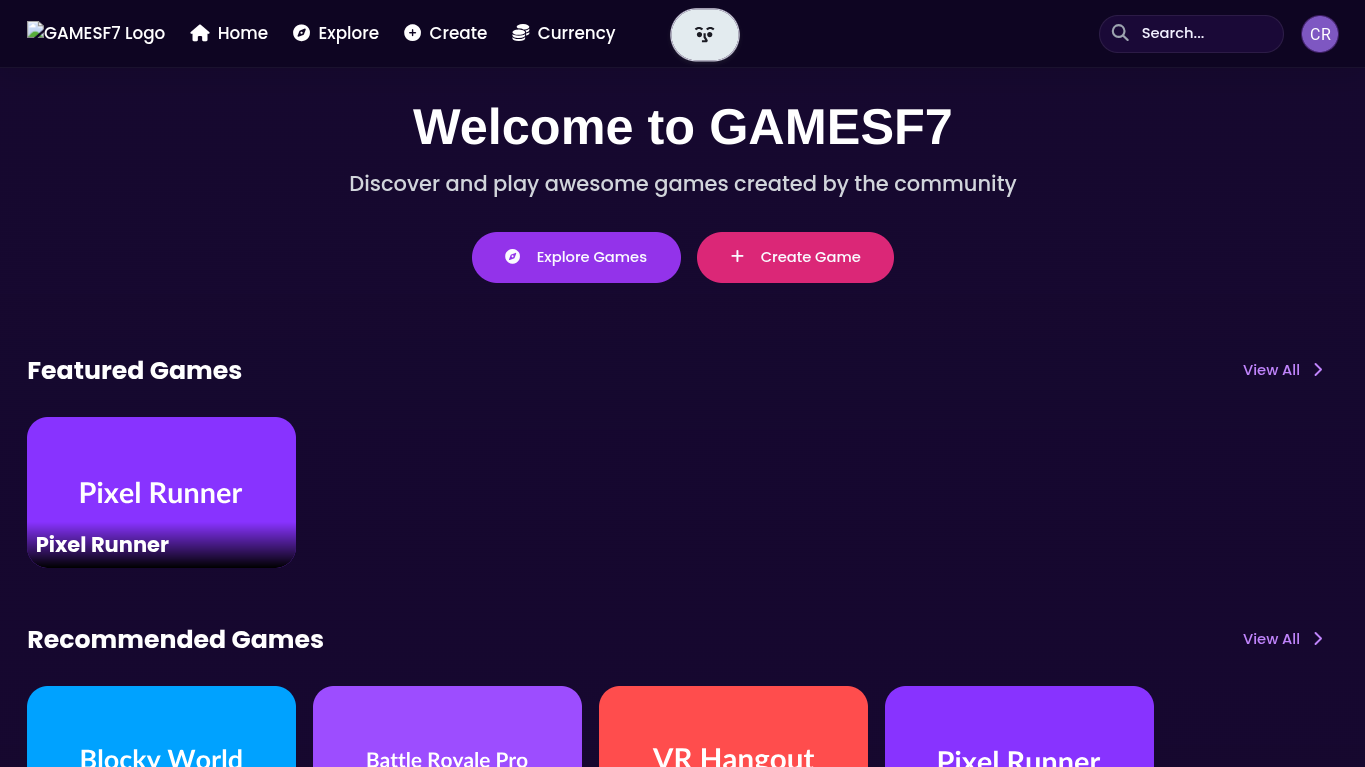 GAMESF7 Logo
Home
Explore
Create
Currency
Search...
CR
Welcome to GAMESF7
Discover and play awesome games created by the community
Explore Games
Create Game
Featured Games
View All
Pixel Runner
Pixel Runner
Recommended Games
View All
Blocky World
Battle Royale Pro
VR Hangout
Pixel Runner